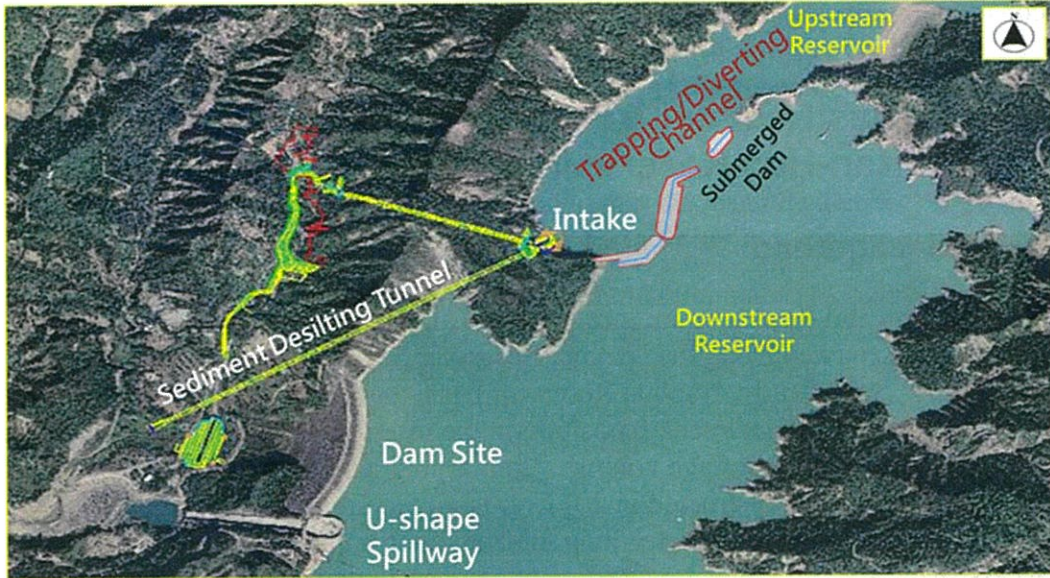 Upstream
Reservoir
N
Trapping/Diverting
Channel
Submerged
Dam
Intake
Sediment Desilting Tunnel
Downstream
Reservoir
Dam Site
U-shape
Spillway